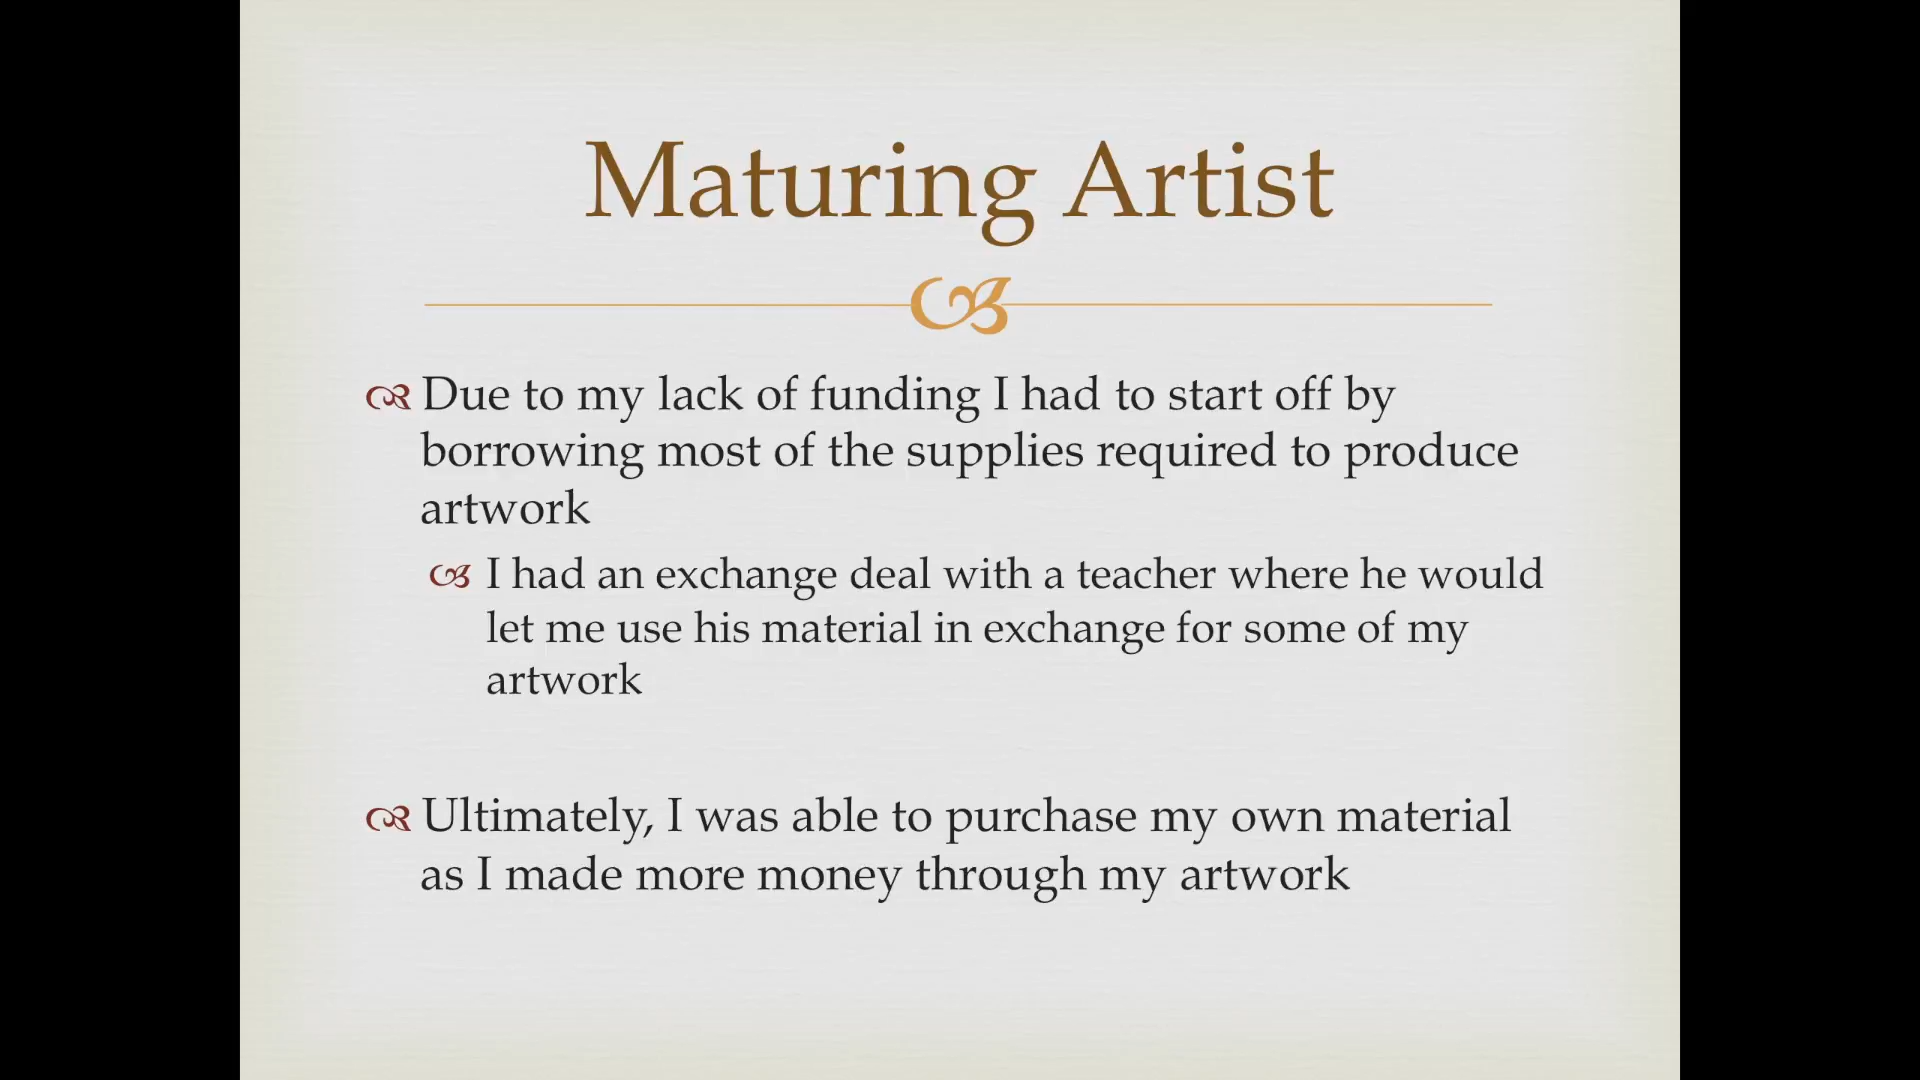 Maturing Artist
Due to my lack of funding I had to start off by
borrowing most of the supplies required to produce
artwork
I had an exchange deal with a teacher where he would
let me use his material in exchange for some of my
artwork
Ultimately, I was able to purchase my own material
as I made more money through my artwork